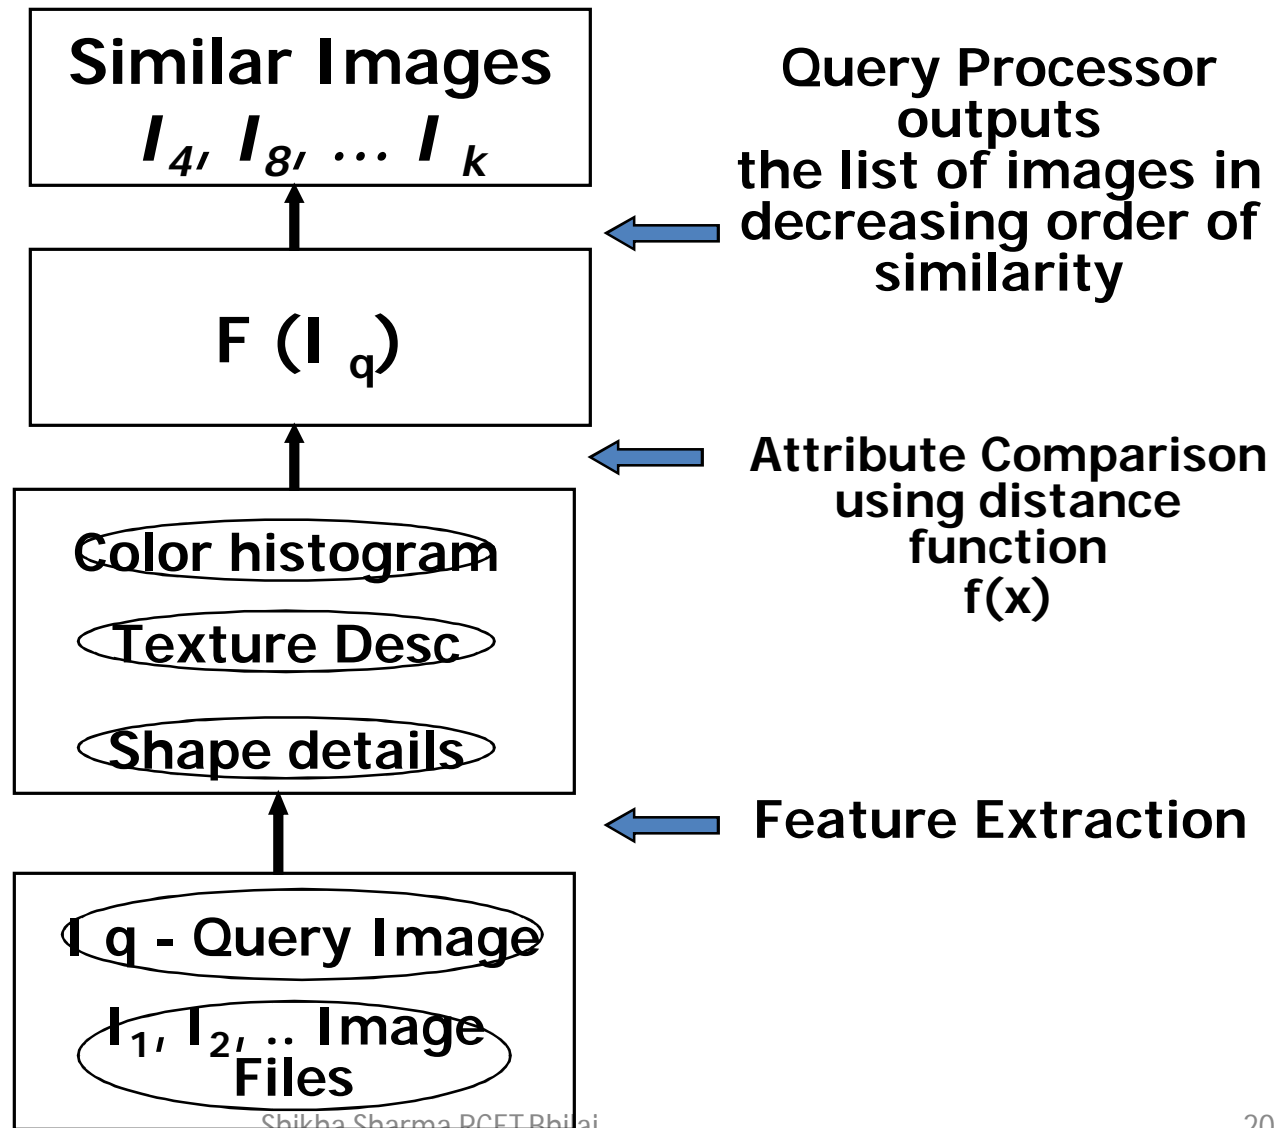 Similar Images
I4, I8, ... I k
Query Processor
outputs
the list of images in
decreasing order of
similarity
F (I q)
Attribute Comparison
using distance
function
f(x)
Color histogram
Texture Desc
Shape details
Feature Extraction
I q - Query Image
I1, I2, .. Image
Files
Shikha Sharma RCET Bhilai
20